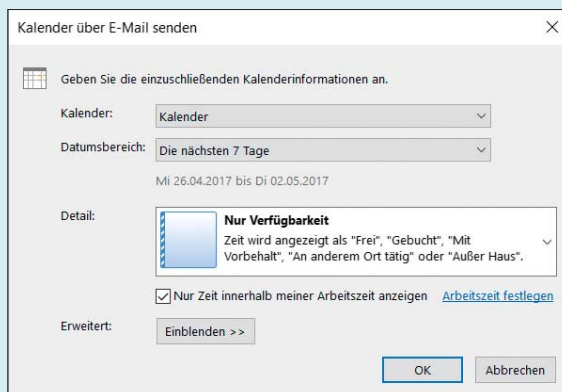 Kalender über E-Mail senden
Geben Sie die einzuschließenden Kalenderinformationen an.
Kalender: Kalender
Datumsbereich: Die nächsten 7 Tage
Mi 26.04.2017 bis Di 02.05.2017
Detail: Nur Verfügbarkeit
Zeit wird angezeigt als "Frei", "Gebucht", "Mit
Vorbehalt", "An anderem Ort tätig" oder "Außer Haus".
Nur Zeit innerhalb meiner Arbeitszeit anzeigen Arbeitszeit festlegen
Erweitert: Einblenden >>
OK Abbrechen